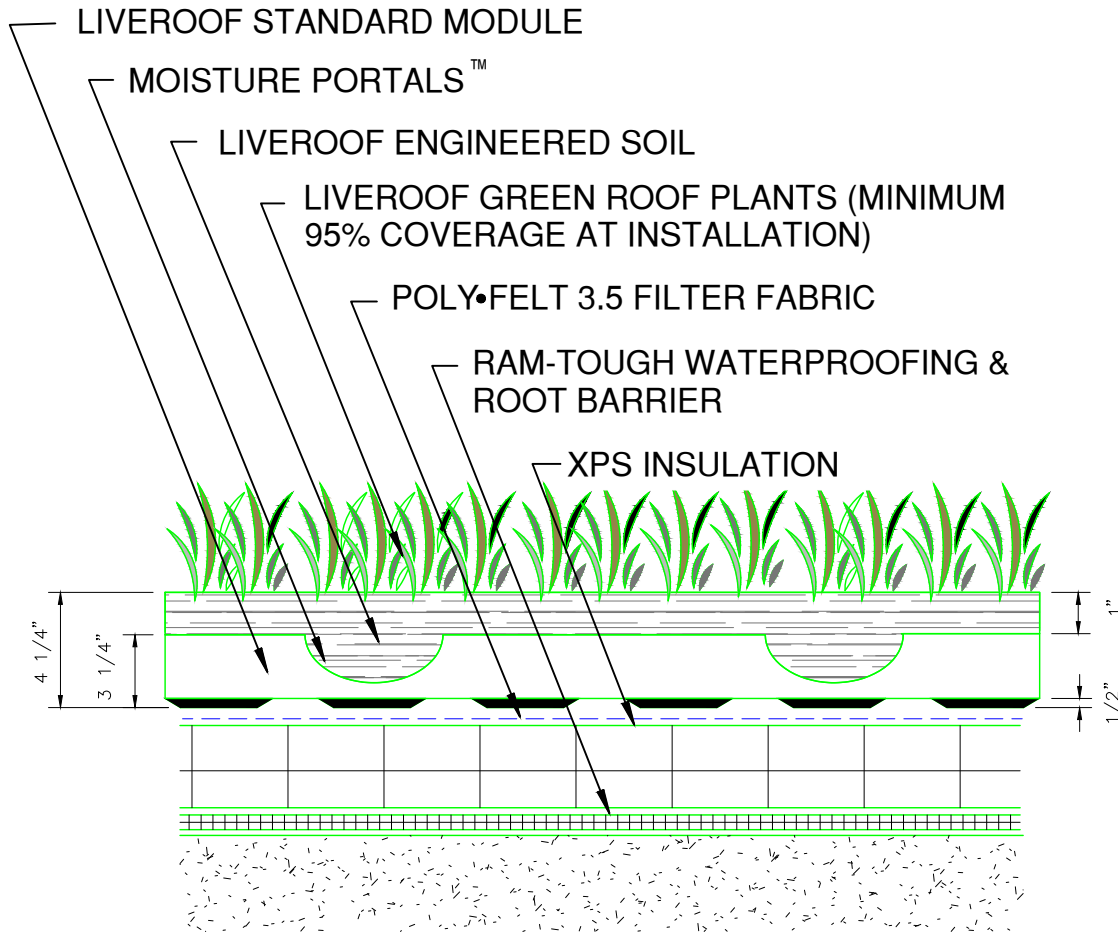 LIVEROOF STANDARD MODULE
MOISTURE PORTALS™
LIVEROOF ENGINEERED SOIL
LIVEROOF GREEN ROOF PLANTS (MINIMUM
95% COVERAGE AT INSTALLATION)
POLY•FELT 3.5 FILTER FABRIC
RAM-TOUGH WATERPROOFING &
ROOT BARRIER
XPS INSULATION
4 1/4"
3 1/4"
1"
1/2"